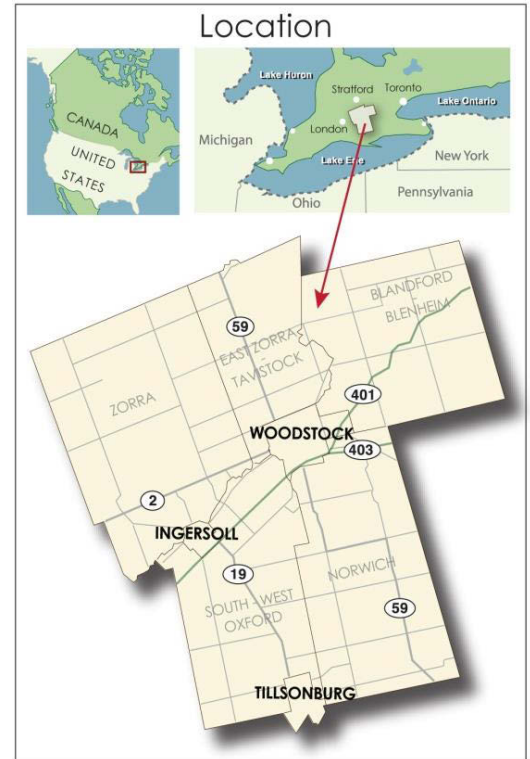 Location
CANADA
UNITED
STATES
Lake Huron
Stratford
Toronto
Lake Ontario
London
Michigan
Lake Erie
New York
Ohio
Pennsylvania
BLANDFORD
-
BLENHEIM
59
EAST ZORRA
-
TAVISTOCK
ZORRA
401
WOODSTOCK
403
2
INGERSOLL
19
NORWICH
SOUTH - WEST
OXFORD
59
TILLSONBURG